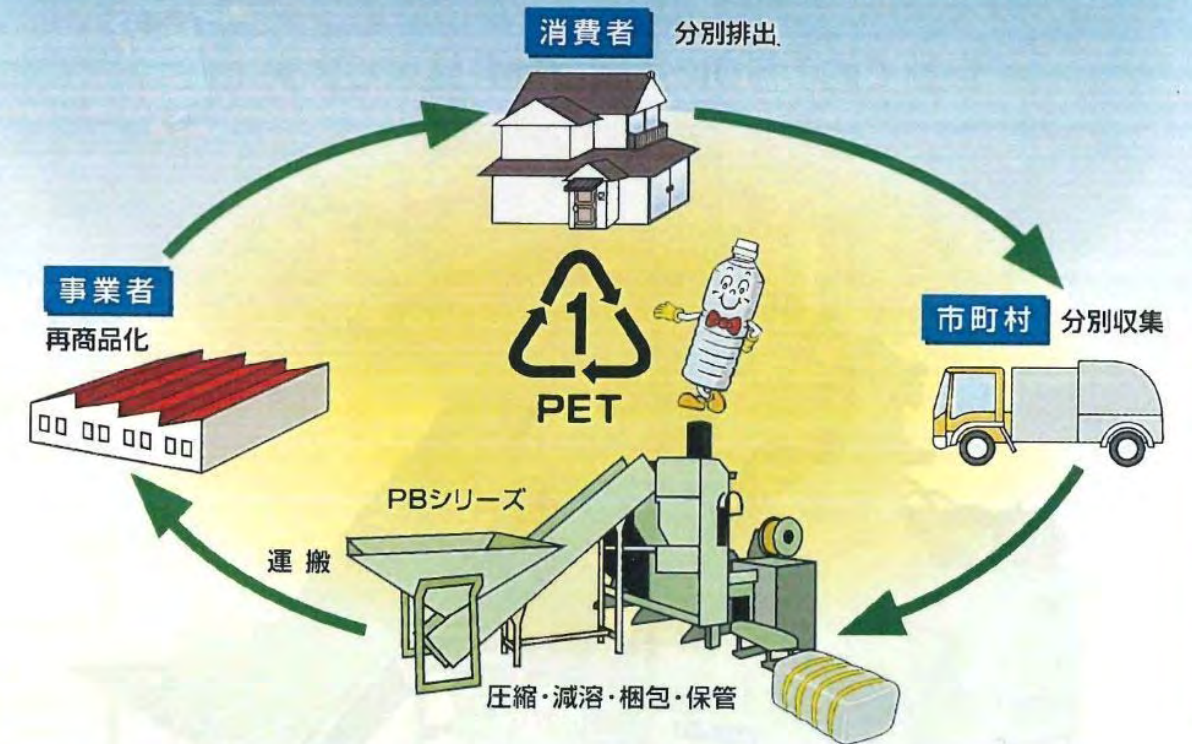 消費者 分別排出
事業者
再商品化
市町村 分別収集
1
PET
PBシリーズ
運搬
圧縮・減溶・梱包・保管